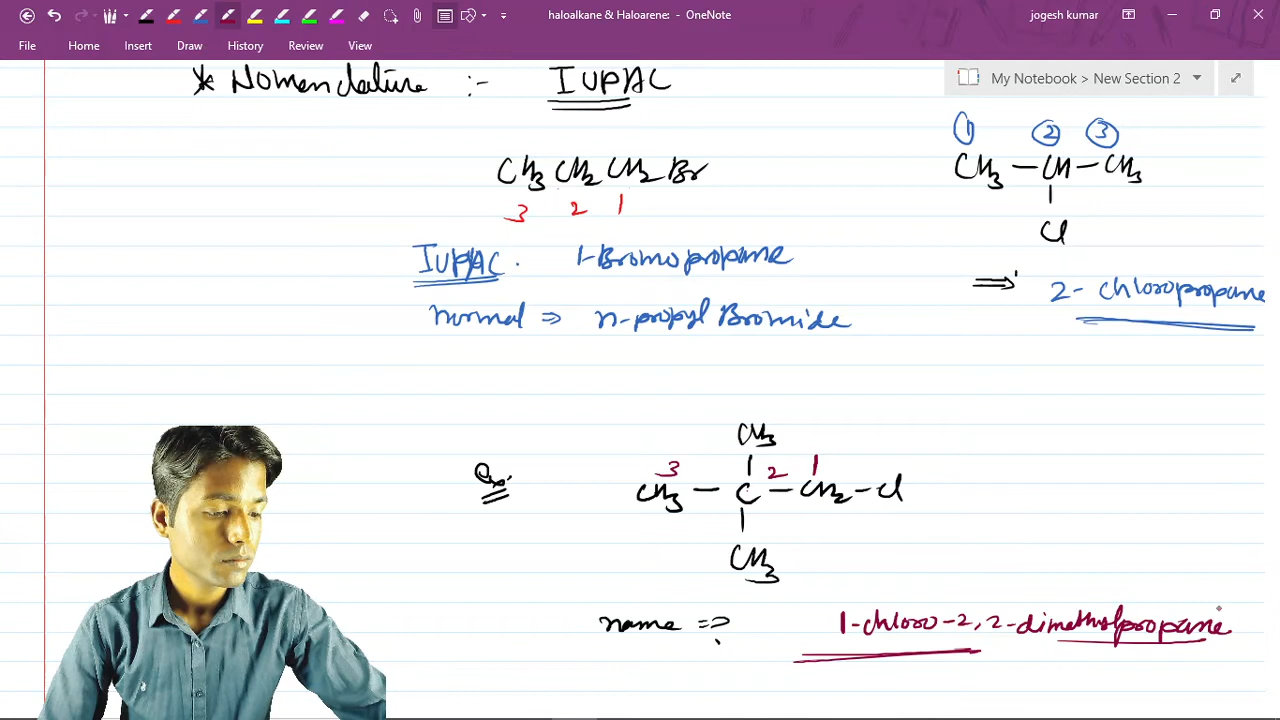 haloalkane & Haloarene: - OneNote
jogesh kumar
File Home Insert Draw History Review View
My Notebook > New Section 2
* Nomenclature :- IUPAC
CH3 CH2 CH2 Br
3 2 1
IUPAC. 1-Bromopropane
normal ⇒ n-propyl Bromide
① ② ③
CH3 — CH — CH3
|
Cl
⇒ 2- chloropropane
CH3
|
3 2 1
Que. CH3 — C — CH2 — Cl
|
CH3
name ⇒?
1-chloro-2,2-dimethylpropane